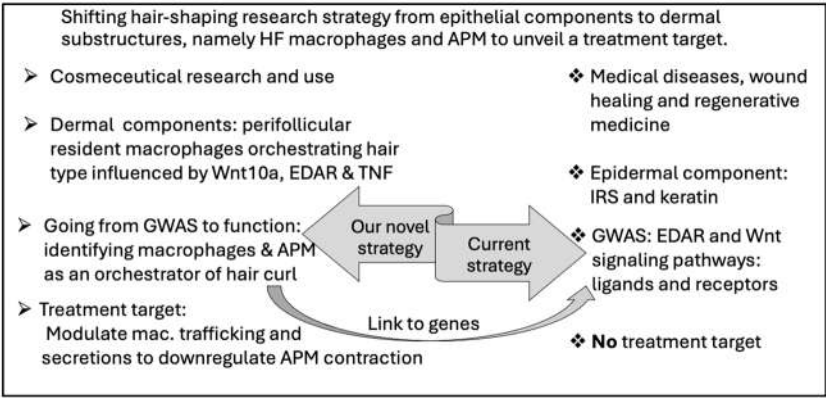 Shifting hair-shaping research strategy from epithelial components to dermal
substructures, namely HF macrophages and APM to unveil a treatment target.
➢ Cosmeceutical research and use
➢ Dermal components: perifollicular
resident macrophages orchestrating hair
type influenced by Wnt10a, EDAR & TNF
➢ Going from GWAS to function:
identifying macrophages & APM
as an orchestrator of hair curl
➢ Treatment target:
Modulate mac. trafficking and
secretions to downregulate APM contraction
Our novel
strategy
Current
strategy
Link to genes
❖ Medical diseases, wound
healing and regenerative
medicine
❖ Epidermal component:
IRS and keratin
❖ GWAS: EDAR and Wnt
signaling pathways:
ligands and receptors
❖ No treatment target